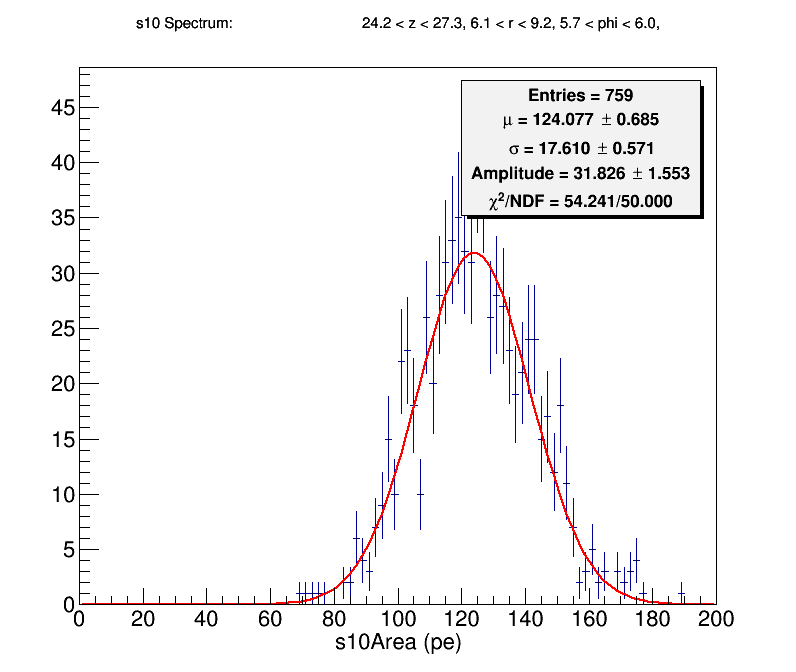 s10 Spectrum: 24.2 < z < 27.3, 6.1 < r < 9.2, 5.7 < phi < 6.0,
Entries = 759
μ = 124.077 ± 0.685
σ = 17.610 ± 0.571
Amplitude = 31.826 ± 1.553
χ²/NDF = 54.241/50.000
45
40
35
30
25
20
15
10
5
0
0 20 40 60 80 100 120 140 160 180 200
s10Area (pe)